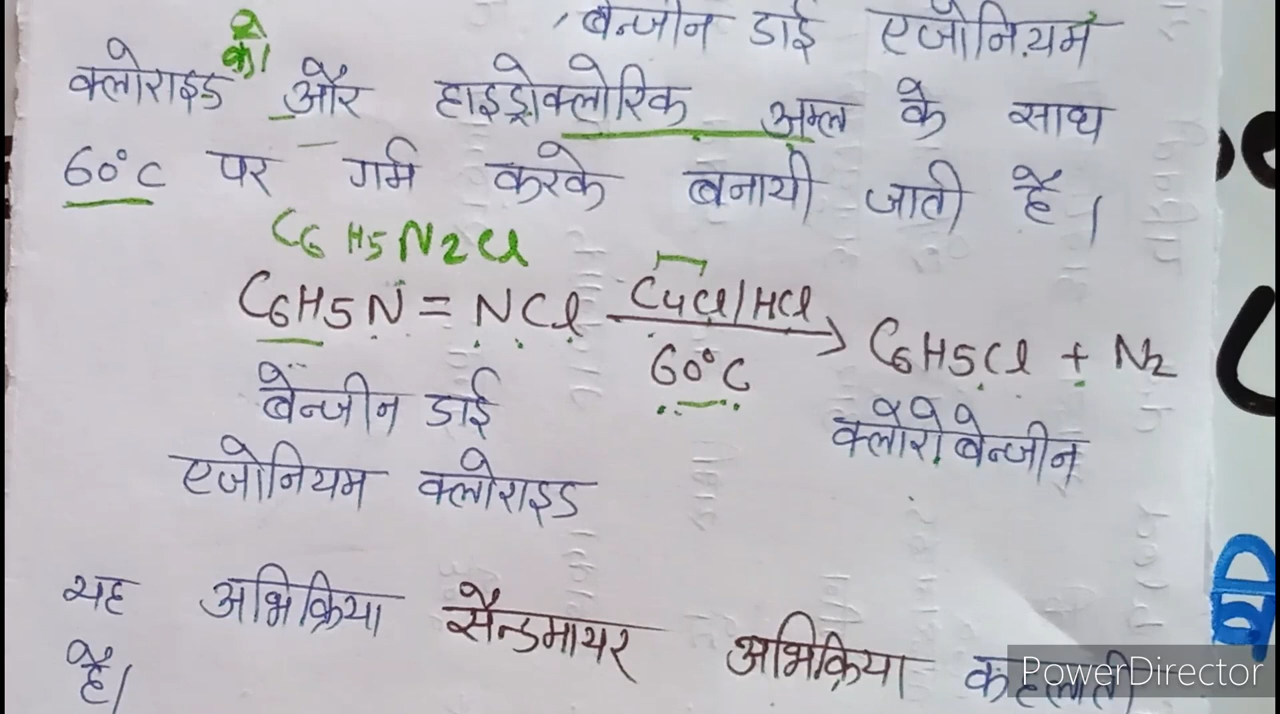 बेन्जीन डाई एजोनियम
क्लोराइड को और हाइड्रोक्लोरिक अम्ल के साथ
60°C पर गर्म करके बनायी जाती है।
C6H5N2Cl
C6H5N = NCl CuCl/HCl C6H5Cl + N2
60°C
बेन्जीन डाई क्लोरोबेन्जीन
एजोनियम क्लोराइड
यह अभिक्रिया सैन्डमायर अभिक्रिया कहलाती
है।
PowerDirector